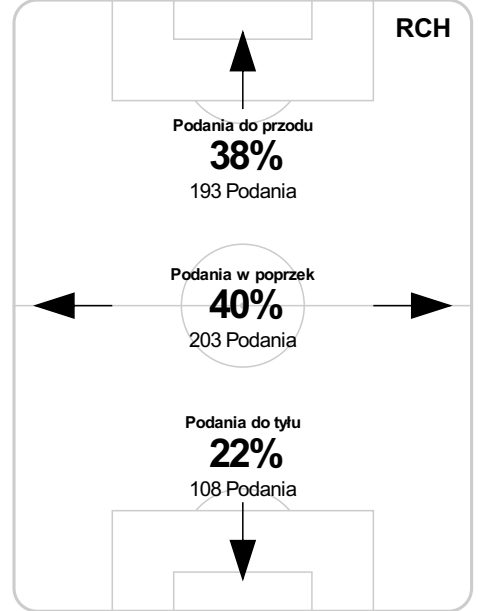 RCH
Podania do przodu
38%
193 Podania
Podania w poprzek
40%
203 Podania
Podania do tyłu
22%
108 Podania